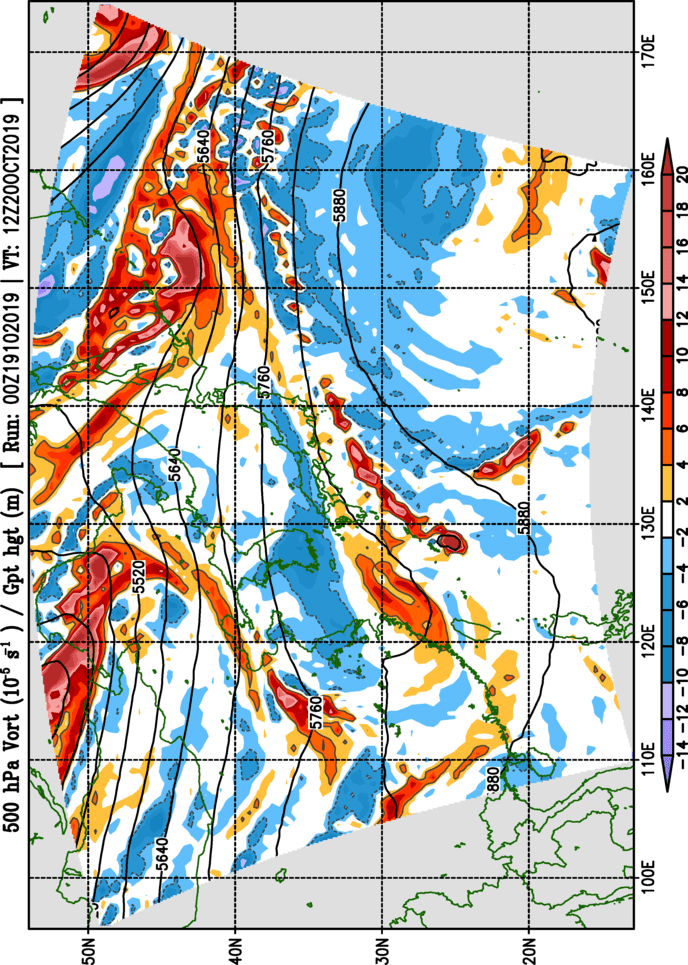 500 hPa Vort (10⁻⁵ s⁻¹) / Gpt hgt (m) [ Run: 00Z19102019 | VT: 12Z20OCT2019 ]
50N
40N
30N
20N
5640
5640
5520
5640
5760
5760
5760
5880
5880
880
100E
110E
120E
130E
140E
150E
160E
170E
−14 −12 −10 −8 −6 −4 −2 2 4 6 8 10 12 14 16 18 20